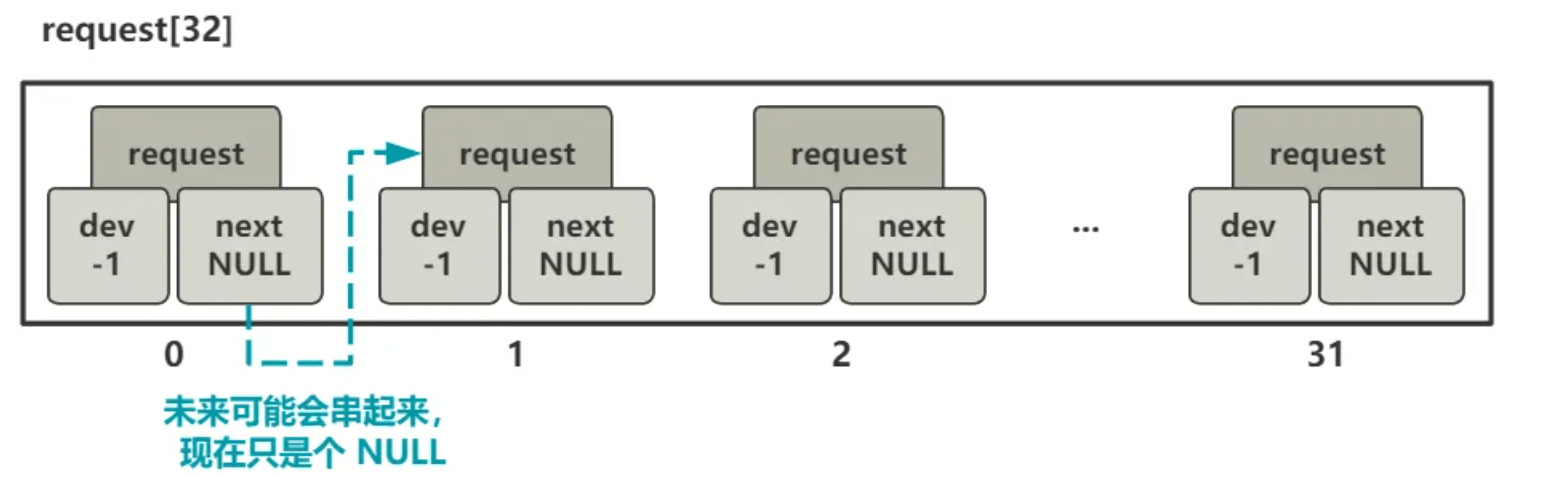 request[32]
request request request request
dev next dev next dev next ... dev next
-1 NULL -1 NULL -1 NULL -1 NULL
0 1 2 31
未来可能会串起来，
现在只是个 NULL